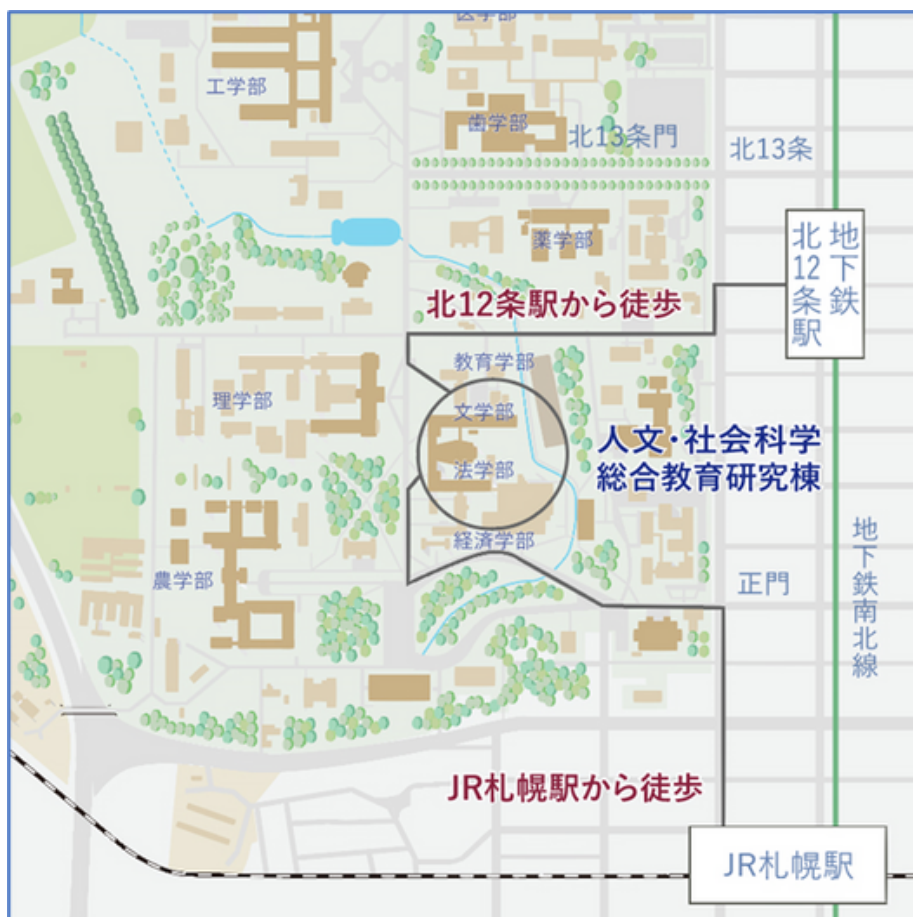 医学部
工学部
歯学部
北13条門
北13条
薬学部
地下鉄
北12条駅
北12条駅から徒歩
教育学部
理学部
文学部
人文・社会科学
総合教育研究棟
法学部
経済学部
農学部
正門
地下鉄南北線
JR札幌駅から徒歩
JR札幌駅